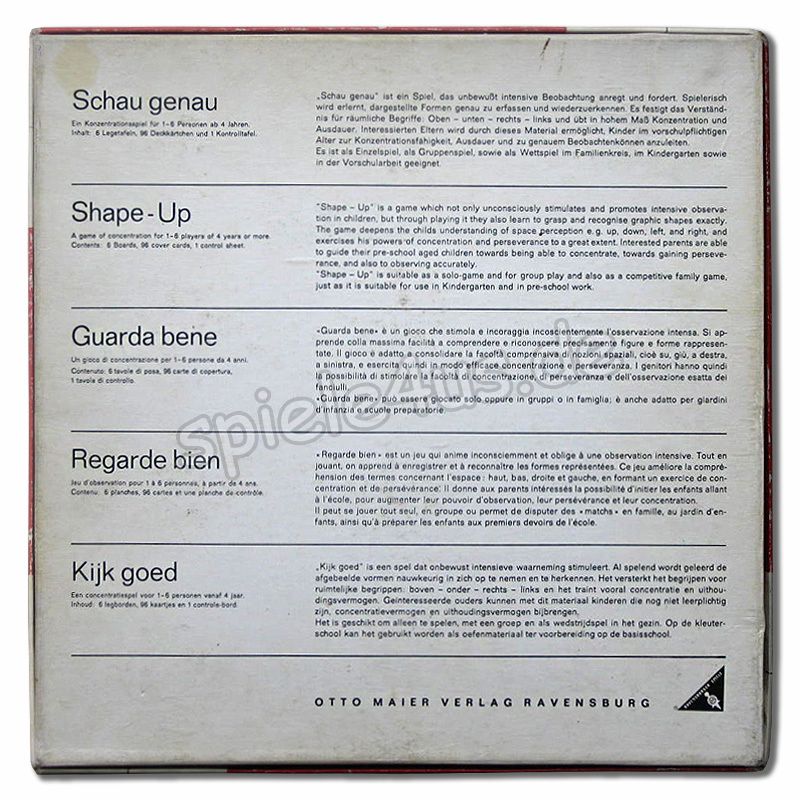 Schau genau
Ein Konzentrationsspiel für 1–6 Personen ab 4 Jahren.
Inhalt: 6 Legetafeln, 96 Deckkärtchen und 1 Kontrolltafel.
„Schau genau" ist ein Spiel, das unbewußt intensive Beobachtung anregt und fordert. Spielerisch
wird erlernt, dargestellte Formen genau zu erfassen und wiederzuerkennen. Es festigt das Verständ-
nis für räumliche Begriffe: Oben – unten – rechts – links und übt in hohem Maß Konzentration und
Ausdauer. Interessierten Eltern wird durch dieses Material ermöglicht, Kinder im vorschulpflichtigen
Alter zur Konzentrationsfähigkeit, Ausdauer und zu genauem Beobachtenkönnen anzuleiten.
Es ist als Einzelspiel, als Gruppenspiel, sowie als Wettspiel im Familienkreis, im Kindergarten sowie
in der Vorschularbeit geeignet.
Shape - Up
A game of concentration for 1–6 players of 4 years or more.
Contents: 6 Boards, 96 cover cards, 1 control sheet.
"Shape – Up" is a game which not only unconsciously stimulates and promotes intensive observa-
tion in children, but through playing it they also learn to grasp and recognise graphic shapes exactly.
The game deepens the childs understanding of space perception e.g. up, down, left, and right, and
exercises his powers of concentration and perseverance to a great extent. Interested parents are able
to guide their pre-school aged children towards being able to concentrate, towards gaining perseve-
rance, and also to observing accurately.
"Shape – Up" is suitable as a solo-game and for group play and also as a competitive family game,
just as it is suitable for use in Kindergarten and in pre-school work.
Guarda bene
Un gioco di concentrazione per 1–6 persone da 4 anni.
Contenuto: 6 tavole di posa, 96 carte di copertura,
1 tavola di controllo.
«Guarda bene» è un gioco che stimola e incoraggia incoscientemente l'osservazione intensa. Si ap-
prende colla massima facilità a comprendere e riconoscere esattamente figure e forme rappresen-
tate. Il gioco è adatto a consolidare la facoltà comprensiva di nozioni spaziali, cioè su, giù, a destra,
a sinistra, e esercita inoltre in modo efficace concentrazione e perseveranza. I genitori hanno quindi
la possibilità di stimolare la facoltà di concentrazione, di perseveranza e dell'osservazione esatta dei
fanciulli.
«Guarda bene» può essere giocato solo oppure in gruppi o in famiglia; è anche adatto per giardini
d'infanzia e scuole preparatorie.
Regarde bien
Jeu d'observation pour 1 à 6 personnes, à partir de 4 ans.
Contenu: 6 planches, 96 cartes et une planche de contrôle.
«Regarde bien» est un jeu qui anime inconsciemment et oblige à une observation intensive. Tout en
jouant, on apprend à enregistrer et à reconnaître les formes représentées. Ce jeu améliore la compré-
hension des termes concernant l'espace: haut, bas, droite et gauche, en formant un exercice de con-
centration et de persévérance. Il donne aux parents intéressés la possibilité d'initier les enfants allant
à l'école, pour augmenter leur pouvoir d'observation, leur persévérance et leur concentration.
Il peut se jouer tout seul, en groupe ou permet de disputer des «matchs» en famille, au jardin d'en-
fants, ainsi qu'à préparer les enfants aux premiers devoirs de l'école.
Kijk goed
Een concentratiespel voor 1–6 personen vanaf 4 jaar.
Inhoud: 6 legborden, 96 kaartjes en 1 controle-bord.
„Kijk goed" is een spel dat onbewust intensieve waarneming stimuleert. Al spelend wordt geleerd de
afgebeelde vormen nauwkeurig in zich op te nemen en te herkennen. Het versterkt het begrijpen voor
ruimtelijke begrippen: boven – onder – rechts – links en het traint vooral concentratie en uithou-
dingsvermogen. Geïnteresseerde ouders kunnen met dit materiaal kinderen die nog niet leerplichtig
zijn, concentratievermogen en uithoudingsvermogen bijbrengen.
Het is geschikt om alleen te spelen, met een groep en als wedstrijdspel in het gezin. Op de kleuter-
school kan het gebruikt worden als oefenmateriaal ter voorbereiding op de basisschool.
OTTO MAIER VERLAG RAVENSBURG
spiele4us.de